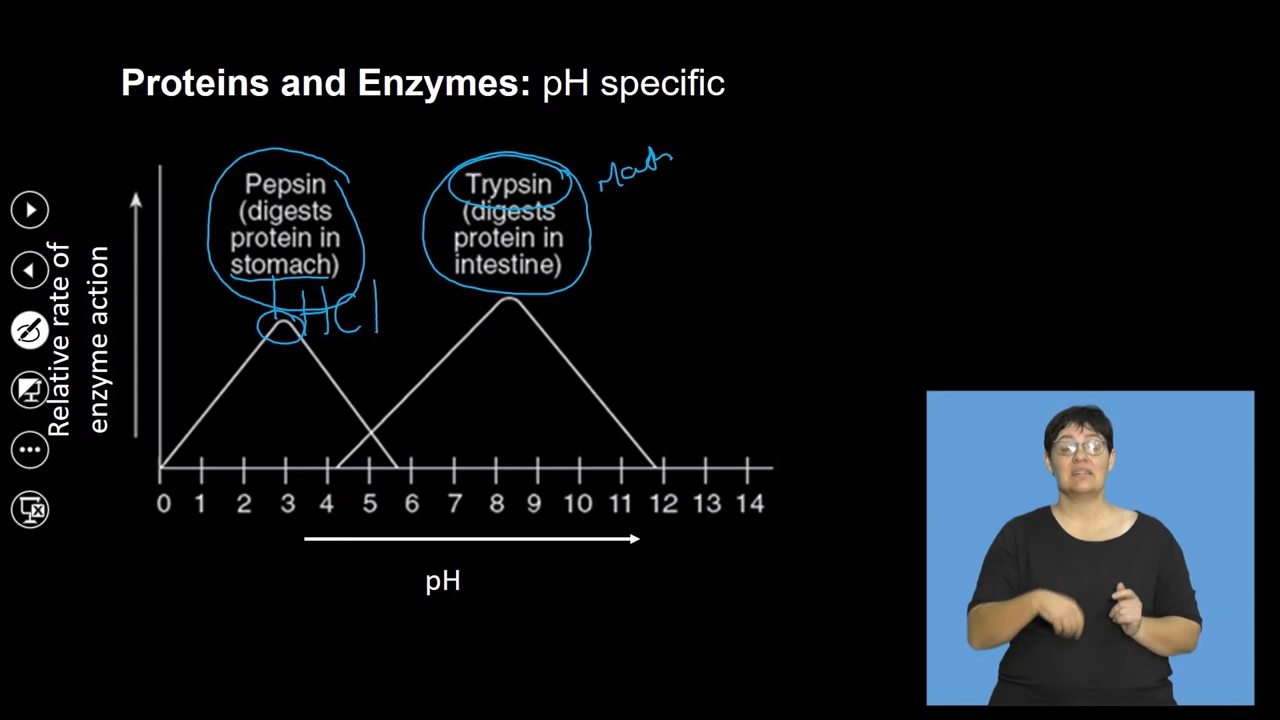 Proteins and Enzymes: pH specific
Pepsin
(digests
protein in
stomach)
HCl
Trypsin
(digests
protein in
intestine)
Relative rate of
enzyme action
0 1 2 3 4 5 6 7 8 9 10 11 12 13 14
pH